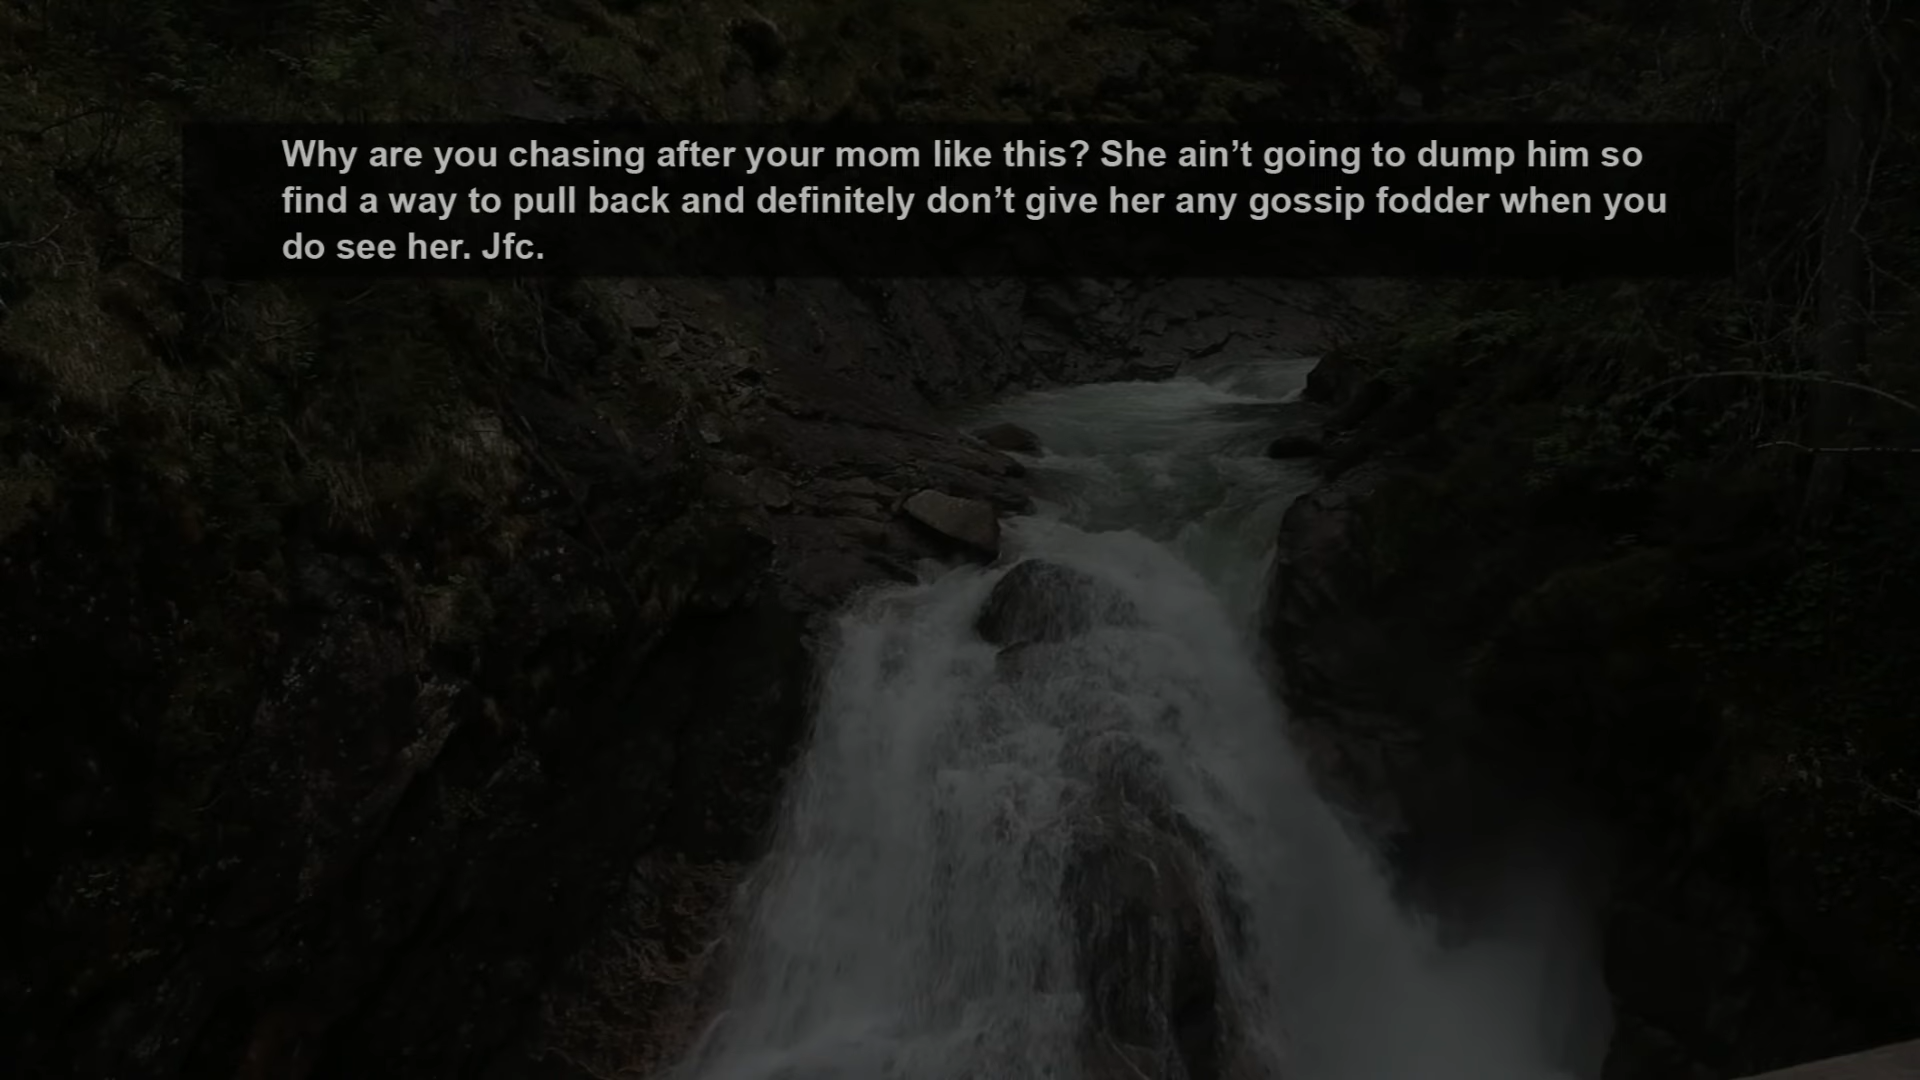 Why are you chasing after your mom like this? She ain’t going to dump him so
find a way to pull back and definitely don’t give her any gossip fodder when you
do see her. Jfc.